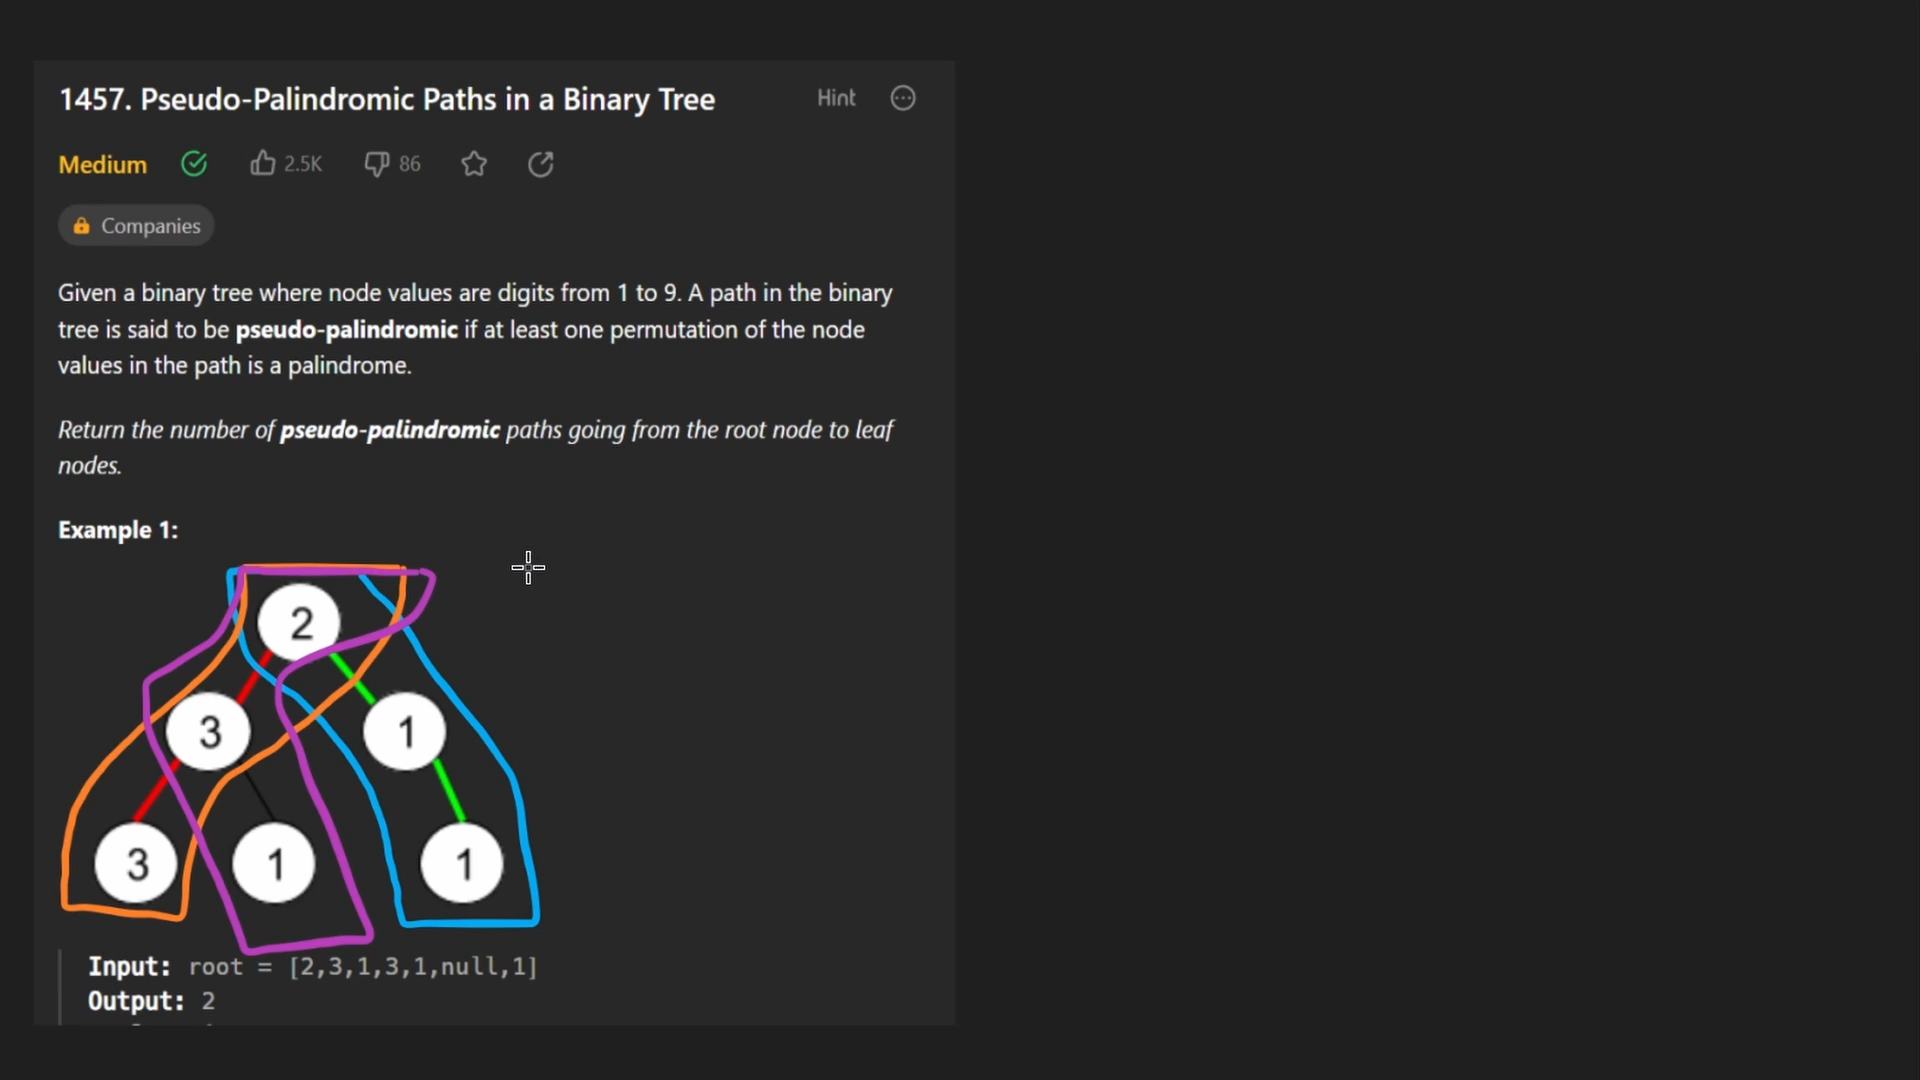 1457. Pseudo-Palindromic Paths in a Binary Tree
Hint
Medium
2.5K
86
Companies
Given a binary tree where node values are digits from 1 to 9. A path in the binary
tree is said to be pseudo-palindromic if at least one permutation of the node
values in the path is a palindrome.
Return the number of pseudo-palindromic paths going from the root node to leaf
nodes.
Example 1:
2
3 1
3 1 1
Input: root = [2,3,1,3,1,null,1]
Output: 2